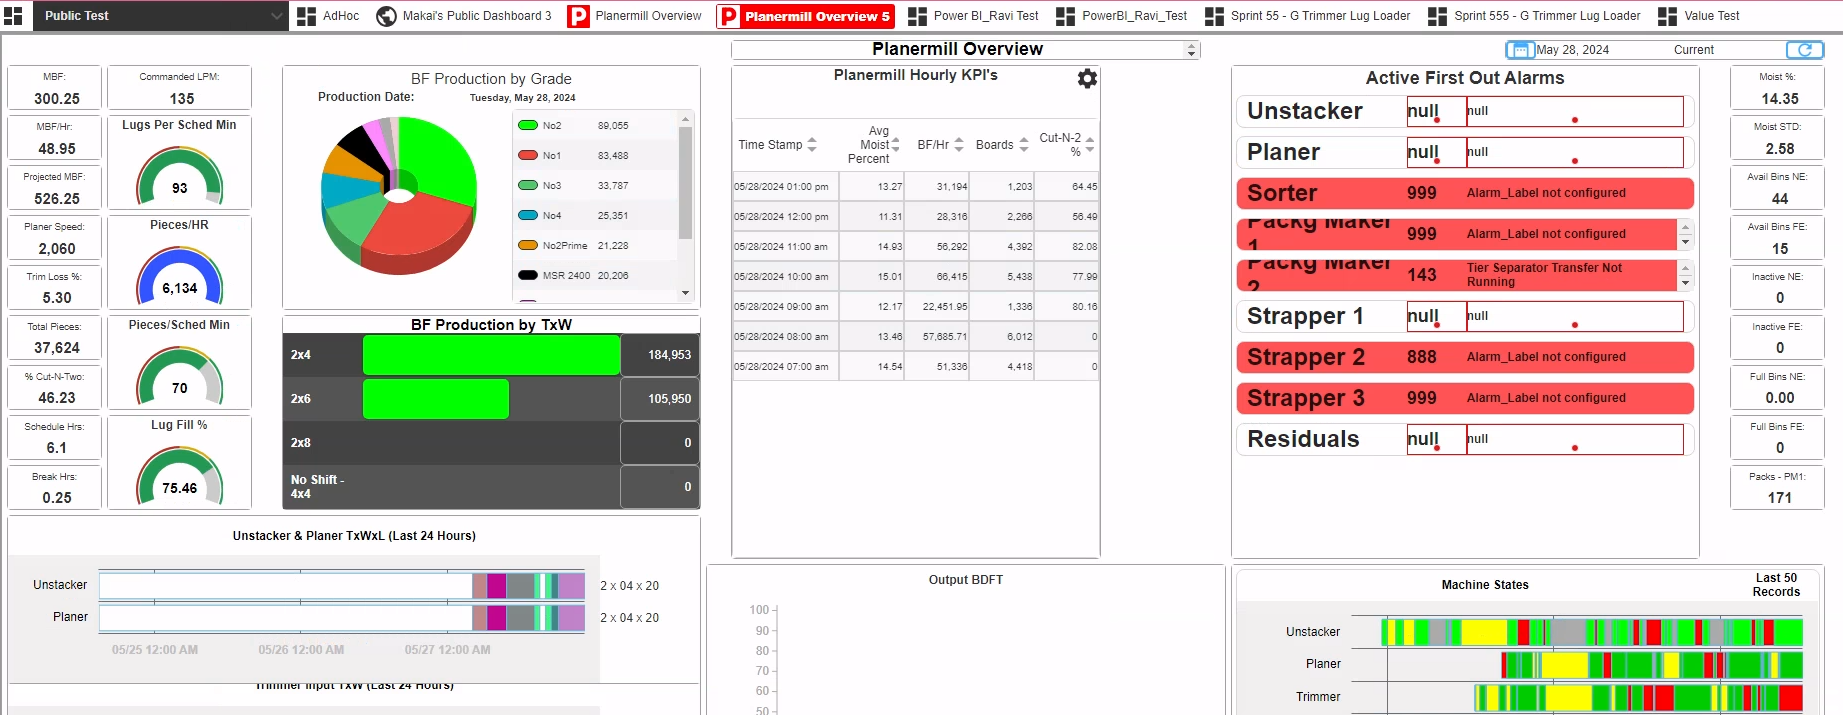 Public Test
AdHoc
Makai's Public Dashboard 3
Planermill Overview
Planermill Overview 5
Power BI_Ravi Test
PowerBI_Ravi_Test
Sprint 55 - G Trimmer Lug Loader
Sprint 555 - G Trimmer Lug Loader
Value Test
Planermill Overview
May 28, 2024
Current
MBF:
300.25
MBF/Hr:
48.95
Projected MBF:
526.25
Planer Speed:
2,060
Trim Loss %:
5.30
Total Pieces:
37,624
% Cut-N-Two:
46.23
Schedule Hrs:
6.1
Break Hrs:
0.25
Commanded LPM:
135
Lugs Per Sched Min
93
Pieces/HR
6,134
Pieces/Sched Min
70
Lug Fill %
75.46
BF Production by Grade
Production Date: Tuesday, May 28, 2024
No2 89,055
No1 83,488
No3 33,787
No4 25,351
No2Prime 21,228
MSR 2400 20,206
BF Production by TxW
2x4 184,953
2x6 105,950
2x8 0
No Shift -
4x4 0
Planermill Hourly KPI's
Time Stamp
Avg
Moist
Percent
BF/Hr
Boards
Cut-N-2
%
05/28/2024 01:00 pm 13.27 31,194 1,203 64.45
05/28/2024 12:00 pm 11.31 28,316 2,266 56.49
05/28/2024 11:00 am 14.93 56,292 4,392 82.08
05/28/2024 10:00 am 15.01 66,415 5,438 77.99
05/28/2024 09:00 am 12.17 22,451.95 1,336 80.16
05/28/2024 08:00 am 13.46 57,685.71 6,012 0
05/28/2024 07:00 am 14.54 51,336 4,418 0
Active First Out Alarms
Unstacker null null
Planer null null
Sorter 999 Alarm_Label not configured
Packg Maker
1
999 Alarm_Label not configured
Packg Maker
2
143 Tier Separator Transfer Not
Running
Strapper 1 null null
Strapper 2 888 Alarm_Label not configured
Strapper 3 999 Alarm_Label not configured
Residuals null null
Moist %:
14.35
Moist STD:
2.58
Avail Bins NE:
44
Avail Bins FE:
15
Inactive NE:
0
Inactive FE:
0
Full Bins NE:
0.00
Full Bins FE:
0
Packs - PM1:
171
Unstacker & Planer TxWxL (Last 24 Hours)
Unstacker 2 x 04 x 20
Planer 2 x 04 x 20
05/25 12:00 AM 05/26 12:00 AM 05/27 12:00 AM
Trimmer Input TxW (Last 24 Hours)
Output BDFT
100
90
80
70
60
50
Machine States
Last 50
Records
Unstacker
Planer
Trimmer